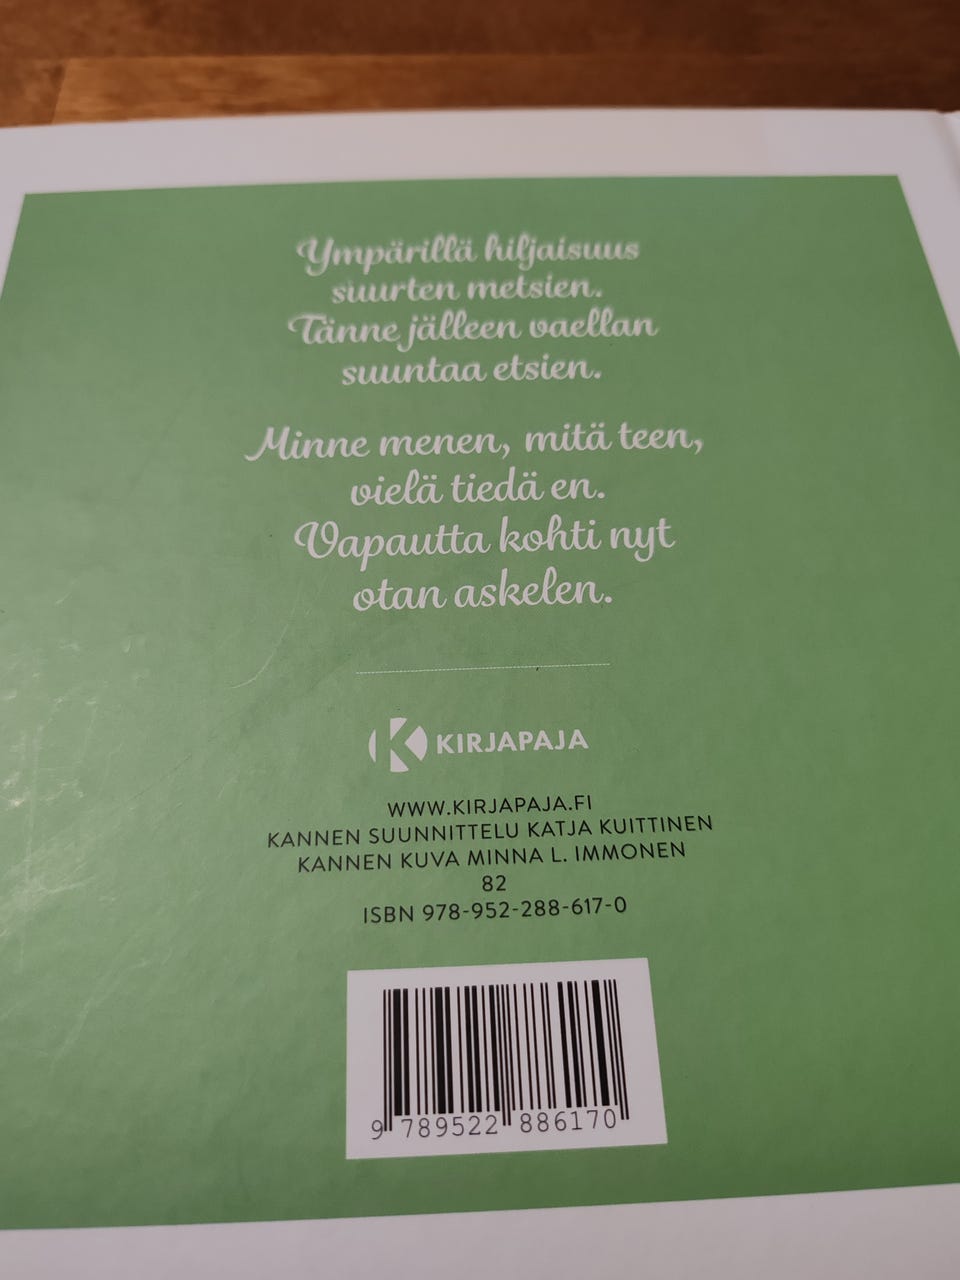 Ympärillä hiljaisuus
suurten metsien.
Tänne jälleen vaellan
suuntaa etsien.
Minne menen, mitä teen,
vielä tiedä en.
Vapautta kohti nyt
otan askelen.
KIRJAPAJA
WWW.KIRJAPAJA.FI
KANNEN SUUNNITTELU KATJA KUITTINEN
KANNEN KUVA MINNA L. IMMONEN
82
ISBN 978-952-288-617-0
9 789522 886170